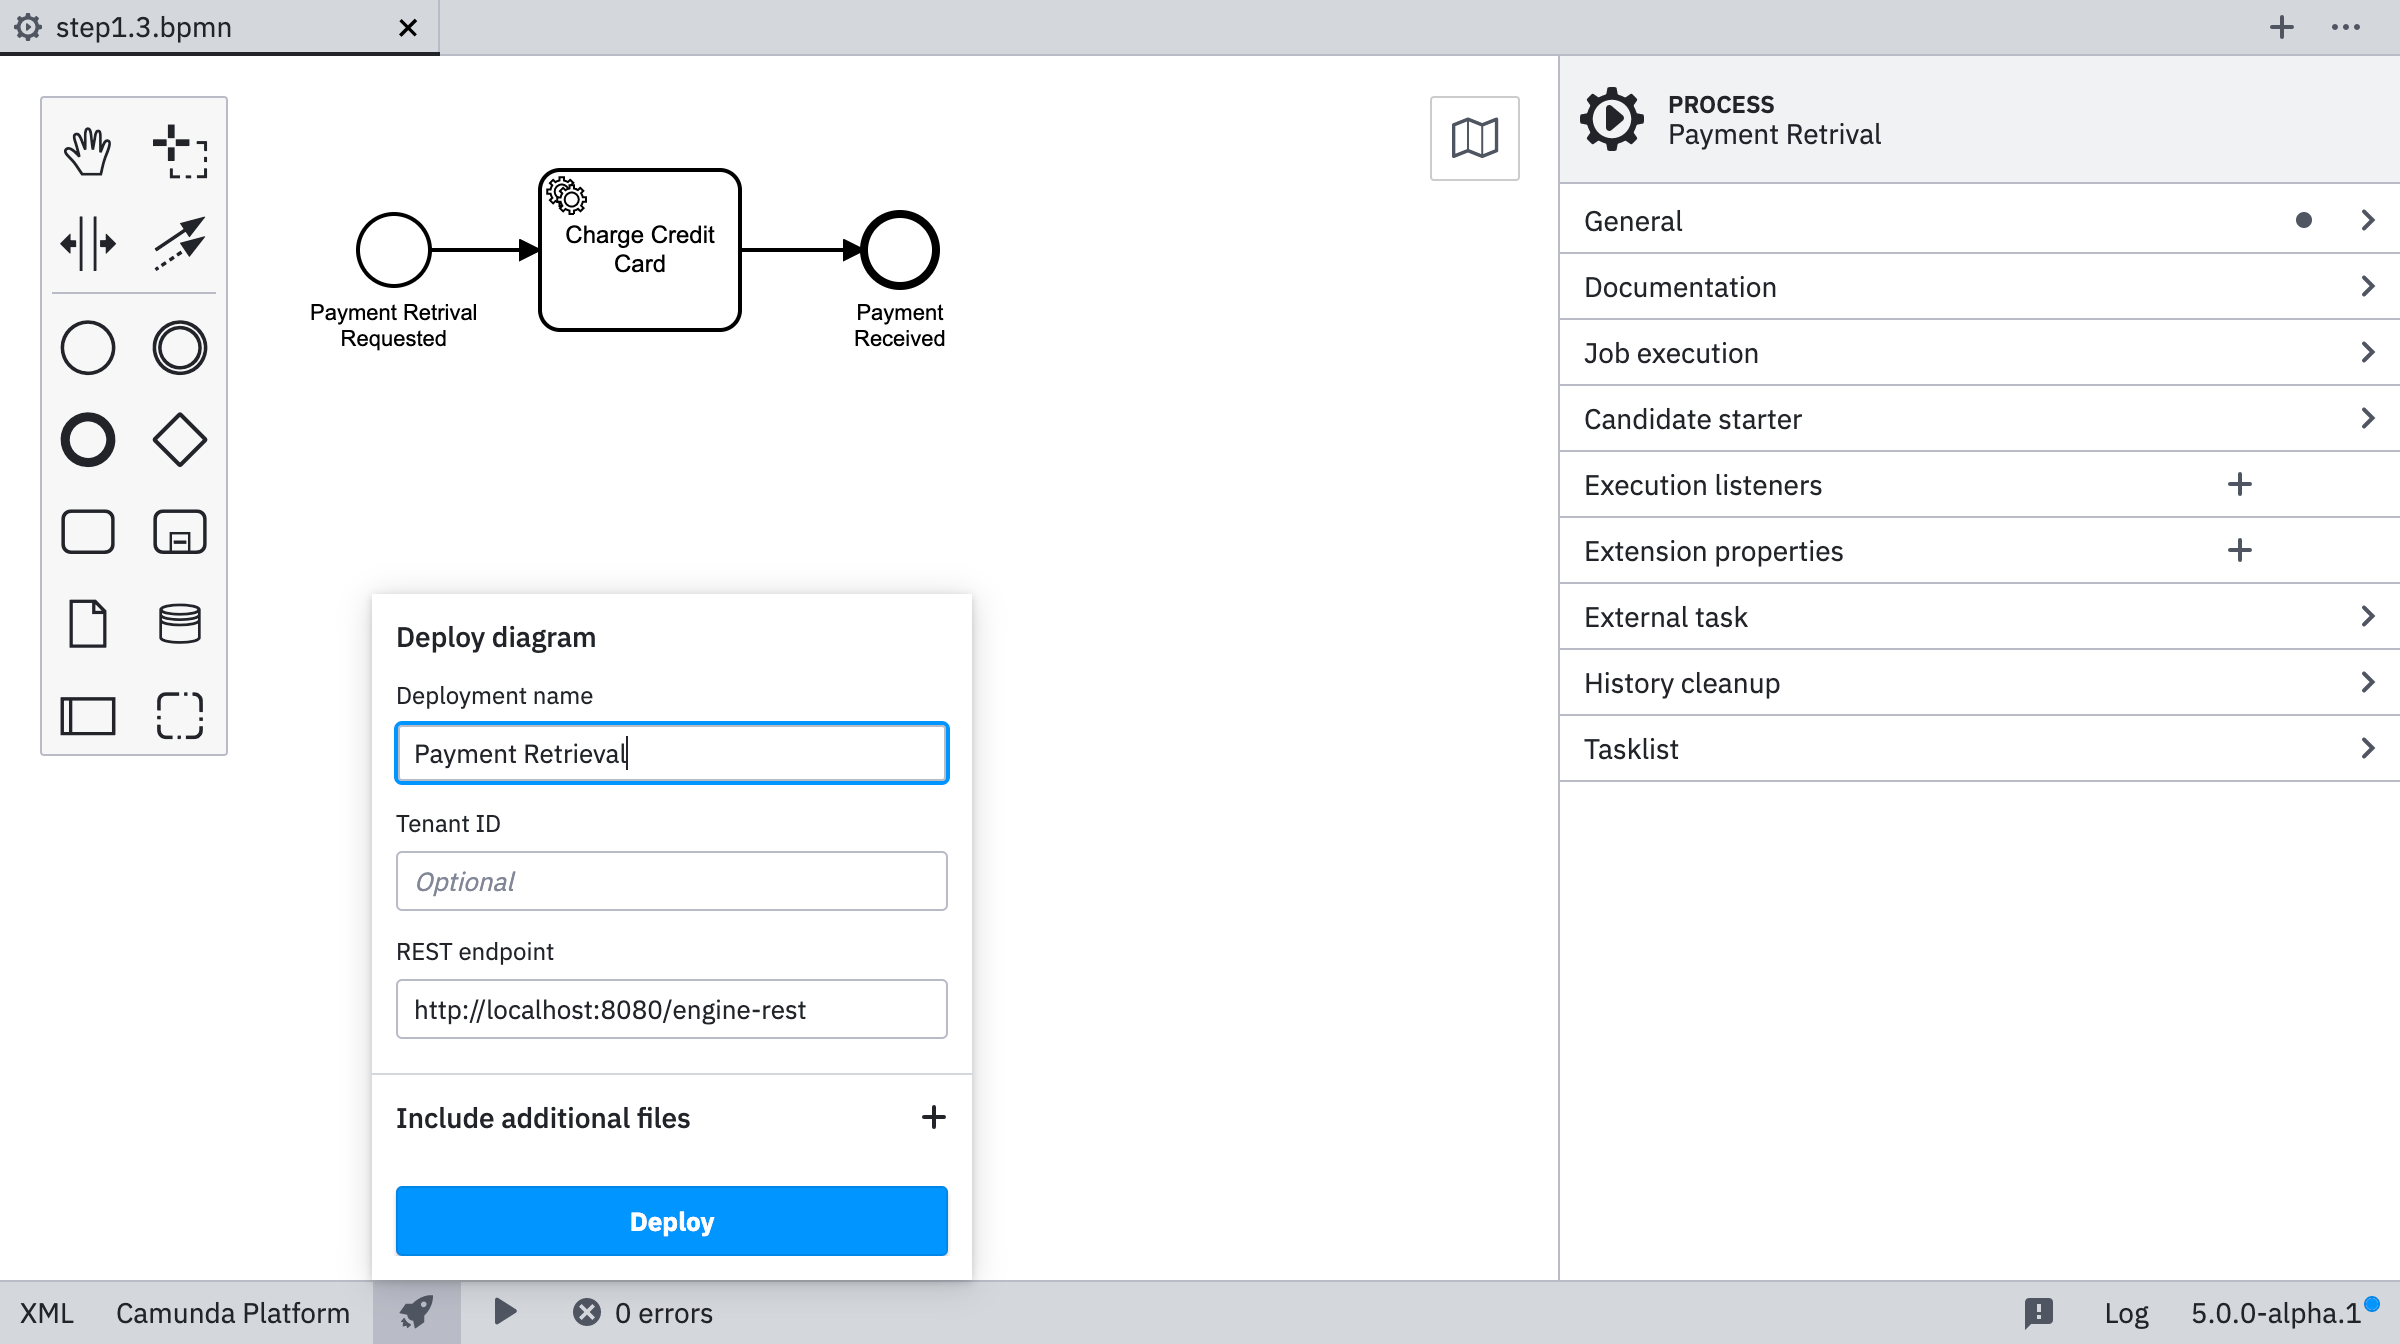 step1.3.bpmn
PROCESS
Payment Retrival
Charge Credit
Card
Payment Retrival
Requested
Payment
Received
General
Documentation
Job execution
Candidate starter
Execution listeners
Extension properties
External task
History cleanup
Tasklist
Deploy diagram
Deployment name
Payment Retrieval
Tenant ID
Optional
REST endpoint
http://localhost:8080/engine-rest
Include additional files
Deploy
XML Camunda Platform 0 errors Log 5.0.0-alpha.1